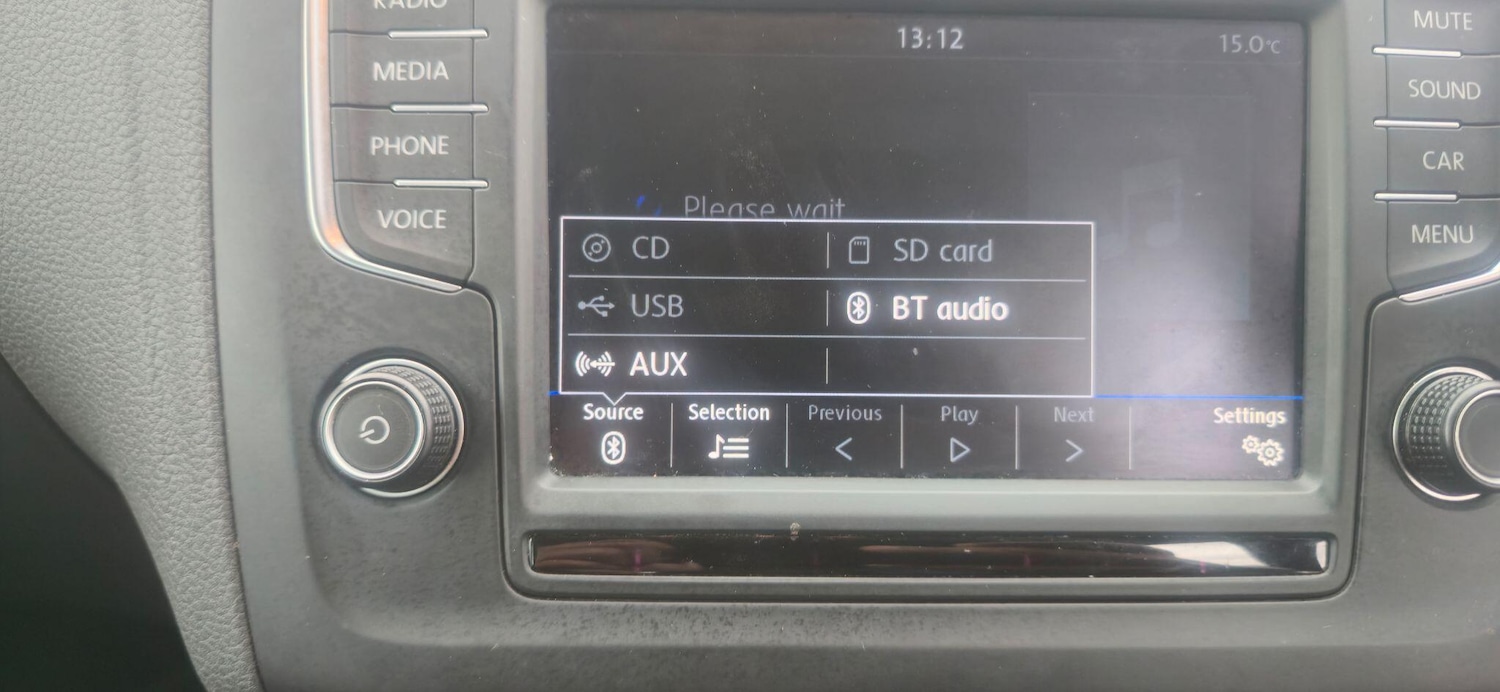 RADIO
MEDIA
PHONE
VOICE
13:12
15.0°C
Please wait
CD
SD card
USB
BT audio
AUX
Source
Selection
Previous
Play
Next
Settings
MUTE
SOUND
CAR
MENU